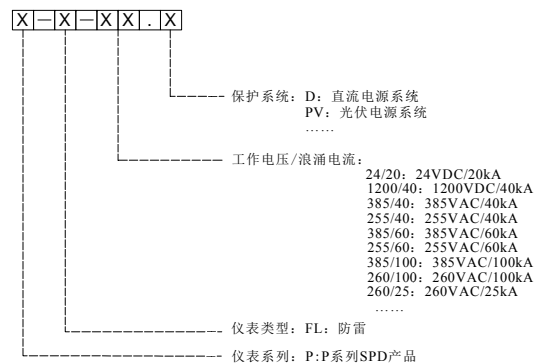 X-X-XX.X
保护系统：D：直流电源系统
PV：光伏电源系统
……
工作电压/浪涌电流：
24/20：24VDC/20kA
1200/40：1200VDC/40kA
385/40：385VAC/40kA
255/40：255VAC/40kA
385/60：385VAC/60kA
255/60：255VAC/60kA
385/100：385VAC/100kA
260/100：260VAC/100kA
260/25：260VAC/25kA
……
仪表类型：FL：防雷
仪表系列：P:P系列SPD产品